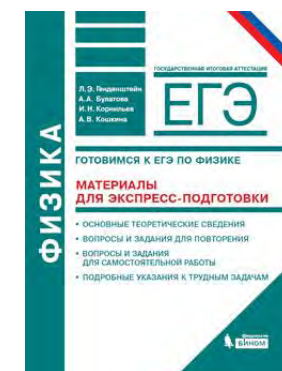 ГОСУДАРСТВЕННАЯ ИТОГОВАЯ АТТЕСТАЦИЯ
Л. Э. Генденштейн
А. А. Булатова
И. Н. Корнильев
А. В. Кошкина
ЕГЭ
ФИЗИКА
ГОТОВИМСЯ К ЕГЭ ПО ФИЗИКЕ
МАТЕРИАЛЫ
ДЛЯ ЭКСПРЕСС-ПОДГОТОВКИ
• ОСНОВНЫЕ ТЕОРЕТИЧЕСКИЕ СВЕДЕНИЯ
• ВОПРОСЫ И ЗАДАНИЯ ДЛЯ ПОВТОРЕНИЯ
• ВОПРОСЫ И ЗАДАНИЯ
ДЛЯ САМОСТОЯТЕЛЬНОЙ РАБОТЫ
• ПОДРОБНЫЕ УКАЗАНИЯ К ТРУДНЫМ ЗАДАЧАМ
БИНОМ